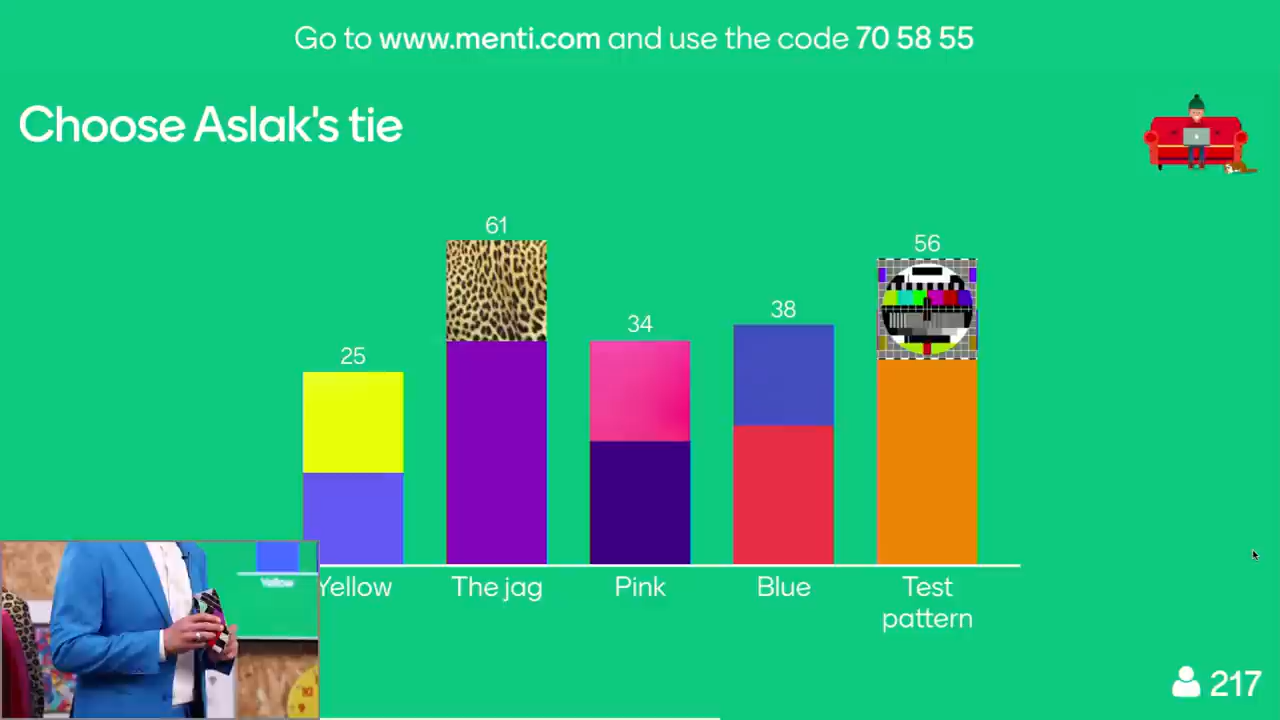 Go to www.menti.com and use the code 70 58 55
Choose Aslak's tie
25
61
34
38
56
Yellow
The jag
Pink
Blue
Test
pattern
Yellow
217